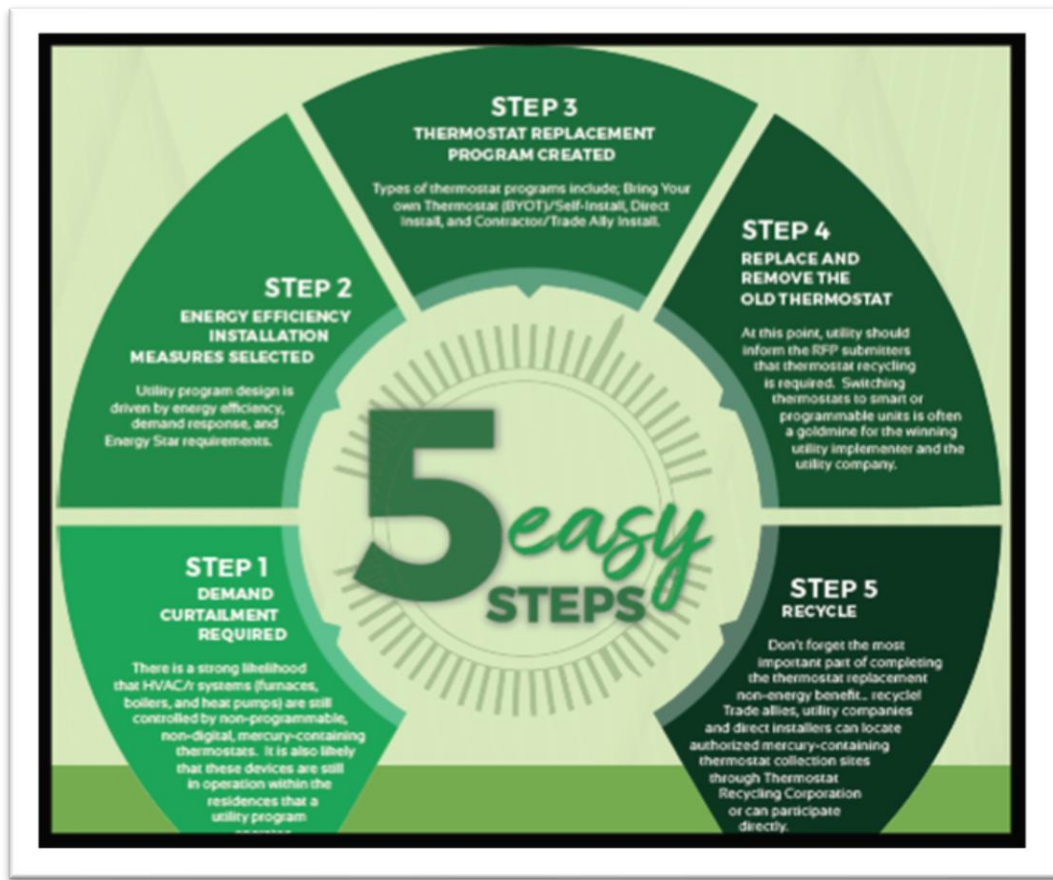 STEP 1
DEMAND
CURTAILMENT
REQUIRED
There is a strong likelihood
that HVAC/r systems (furnaces,
boilers, and heat pumps) are still
controlled by non-programmable,
non-digital, mercury-containing
thermostats. It is also likely
that these devices are still
in operation within the
residences that a
utility program
STEP 2
ENERGY EFFICIENCY
INSTALLATION
MEASURES SELECTED
Utility program design is
driven by energy efficiency,
demand response, and
Energy Star requirements.
STEP 3
THERMOSTAT REPLACEMENT
PROGRAM CREATED
Types of thermostat programs include; Bring Your
own Thermostat (BYOT)/Self-Install, Direct
Install, and Contractor/Trade Ally Install.
STEP 4
REPLACE AND
REMOVE THE
OLD THERMOSTAT
At this point, utility should
inform the RFP submitters
that thermostat recycling
is required. Switching
thermostats to smart or
programmable units is often
a goldmine for the winning
utility implementer and the
utility company.
STEP 5
RECYCLE
Don't forget the most
important part of completing
the thermostat replacement
non-energy benefit... recycle!
Trade allies, utility companies
and direct installers can locate
authorized mercury-containing
thermostat collection sites
through Thermostat
Recycling Corporation
or can participate
directly.
5 easy
STEPS